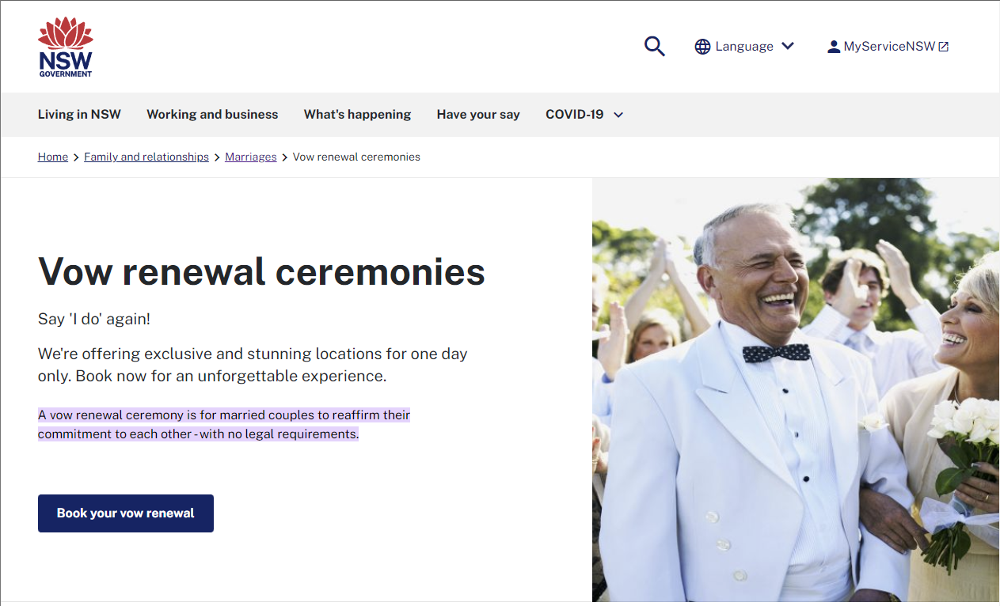 NSW
GOVERNMENT
Language
MyServiceNSW
Living in NSW Working and business What's happening Have your say COVID-19
Home Family and relationships Marriages Vow renewal ceremonies
Vow renewal ceremonies
Say 'I do' again!
We're offering exclusive and stunning locations for one day
only. Book now for an unforgettable experience.
A vow renewal ceremony is for married couples to reaffirm their
commitment to each other - with no legal requirements.
Book your vow renewal